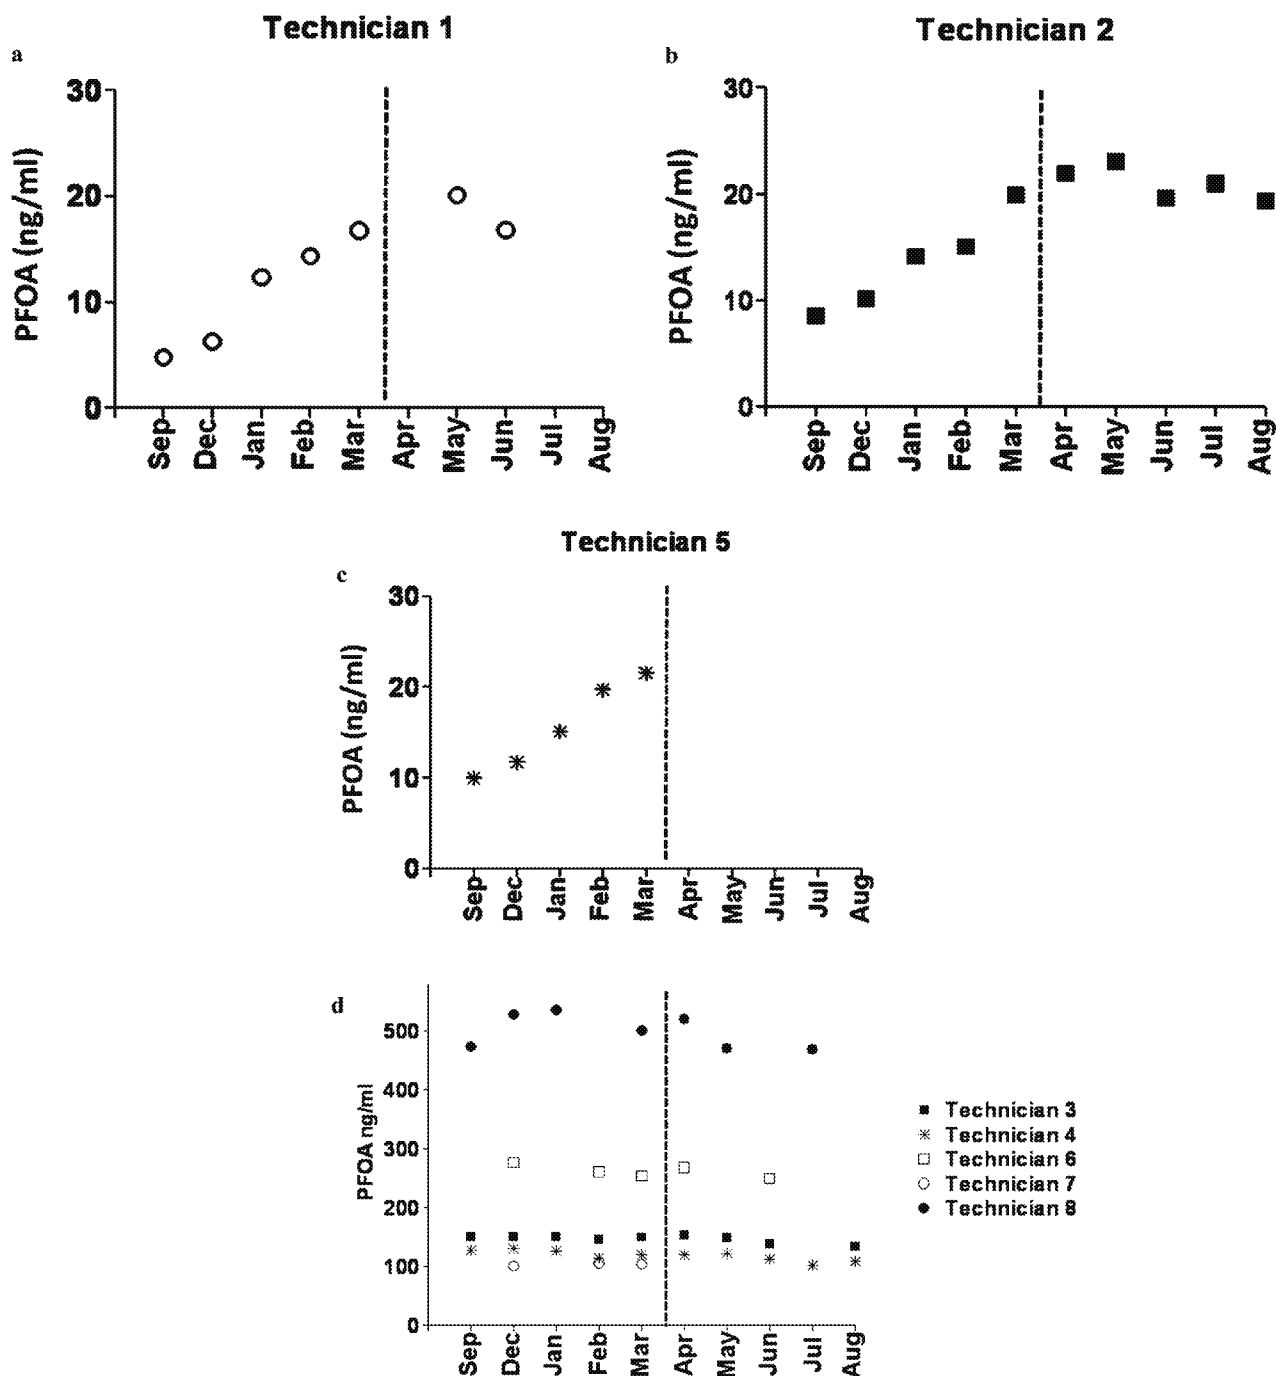 Technician 1
a
PFOA (ng/ml)
30
20
10
0
Sep Dec Jan Feb Mar Apr May Jun Jul Aug
Technician 2
b
PFOA (ng/ml)
30
20
10
0
Sep Dec Jan Feb Mar Apr May Jun Jul Aug
Technician 5
c
PFOA (ng/ml)
30
20
10
0
Sep Dec Jan Feb Mar Apr May Jun Jul Aug
d
PFOA ng/ml
500
400
300
200
100
0
Sep Dec Jan Feb Mar Apr May Jun Jul Aug
Technician 3
Technician 4
Technician 6
Technician 7
Technician 8